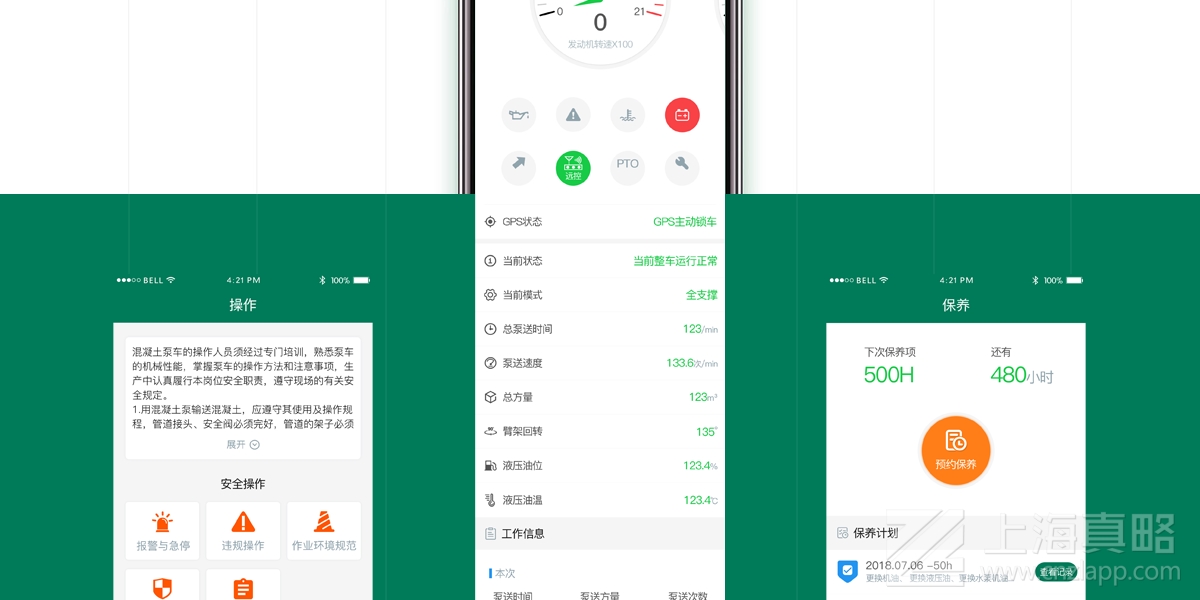 0
0
21
发动机转速X100
远控
PTO
GPS状态
GPS主动锁车
当前状态
当前整车运行正常
当前模式
全支撑
总泵送时间
123/min
泵送速度
133.6次/min
总方量
123m³
臂架回转
135°
液压油位
123.4%
液压油温
123.4℃
工作信息
本次
泵送时间
泵送方量
泵送次数
BELL
4:21 PM
100%
操作
混凝土泵车的操作人员须经过专门培训，熟悉泵车
的机械性能，掌握泵车的操作方法和注意事项，生
产中认真履行本岗位安全职责，遵守现场的有关安
全规定。
1.用混凝土泵输送混凝土，应遵守其使用及操作规
程，管道接头、安全阀必须完好，管道的架子必须
展开
安全操作
报警与急停
违规操作
作业环境规范
BELL
4:21 PM
100%
保养
下次保养项
还有
500H
480小时
预约保养
保养计划
2018.07.06 -50h
更换机油、更换液压油、更换水泵机油
查看记录
上海真略
www.cnzlapp.com